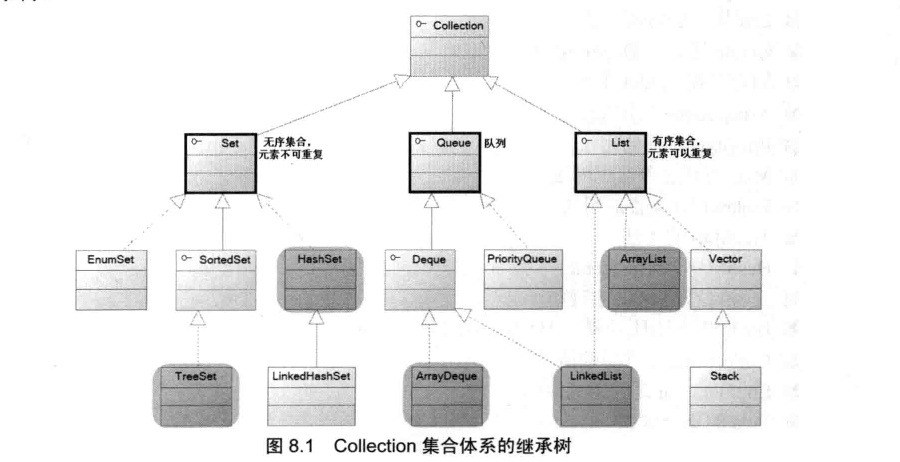 Collection
Set
无序集合，
元素不可重复
Queue
队列
List
有序集合，
元素可以重复
EnumSet
SortedSet
HashSet
Deque
PriorityQueue
ArrayList
Vector
TreeSet
LinkedHashSet
ArrayDeque
LinkedList
Stack
图 8.1 Collection 集合体系的继承树